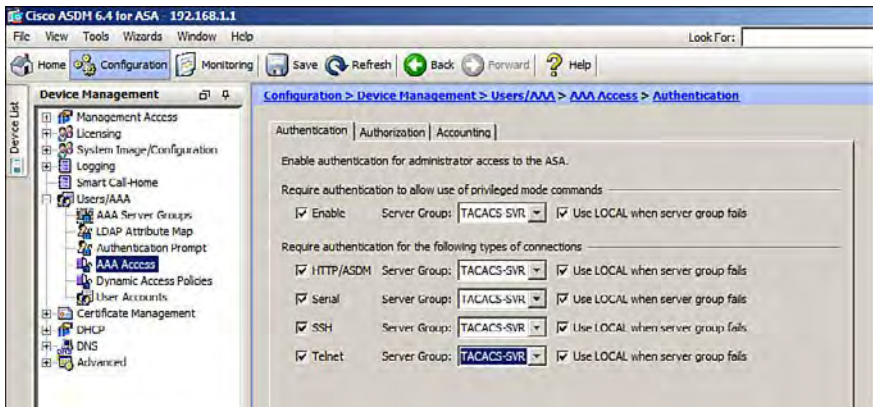 Cisco ASDM 6.4 for ASA - 192.168.1.1
File View Tools Wizards Window Help Look For:
Home Configuration Monitoring Save Refresh Back Forward Help
Device List
Device Management
Management Access
Licensing
System Image/Configuration
Logging
Smart Call-Home
Users/AAA
AAA Server Groups
LDAP Attribute Map
Authentication Prompt
AAA Access
Dynamic Access Policies
User Accounts
Certificate Management
DHCP
DNS
Advanced
Configuration > Device Management > Users/AAA > AAA Access > Authentication
Authentication Authorization Accounting
Enable authentication for administrator access to the ASA.
Require authentication to allow use of privileged mode commands
Enable Server Group: TACACS-SVR Use LOCAL when server group fails
Require authentication for the following types of connections
HTTP/ASDM Server Group: TACACS-SVR Use LOCAL when server group fails
Serial Server Group: TACACS-SVR Use LOCAL when server group fails
SSH Server Group: TACACS-SVR Use LOCAL when server group fails
Telnet Server Group: TACACS-SVR Use LOCAL when server group fails